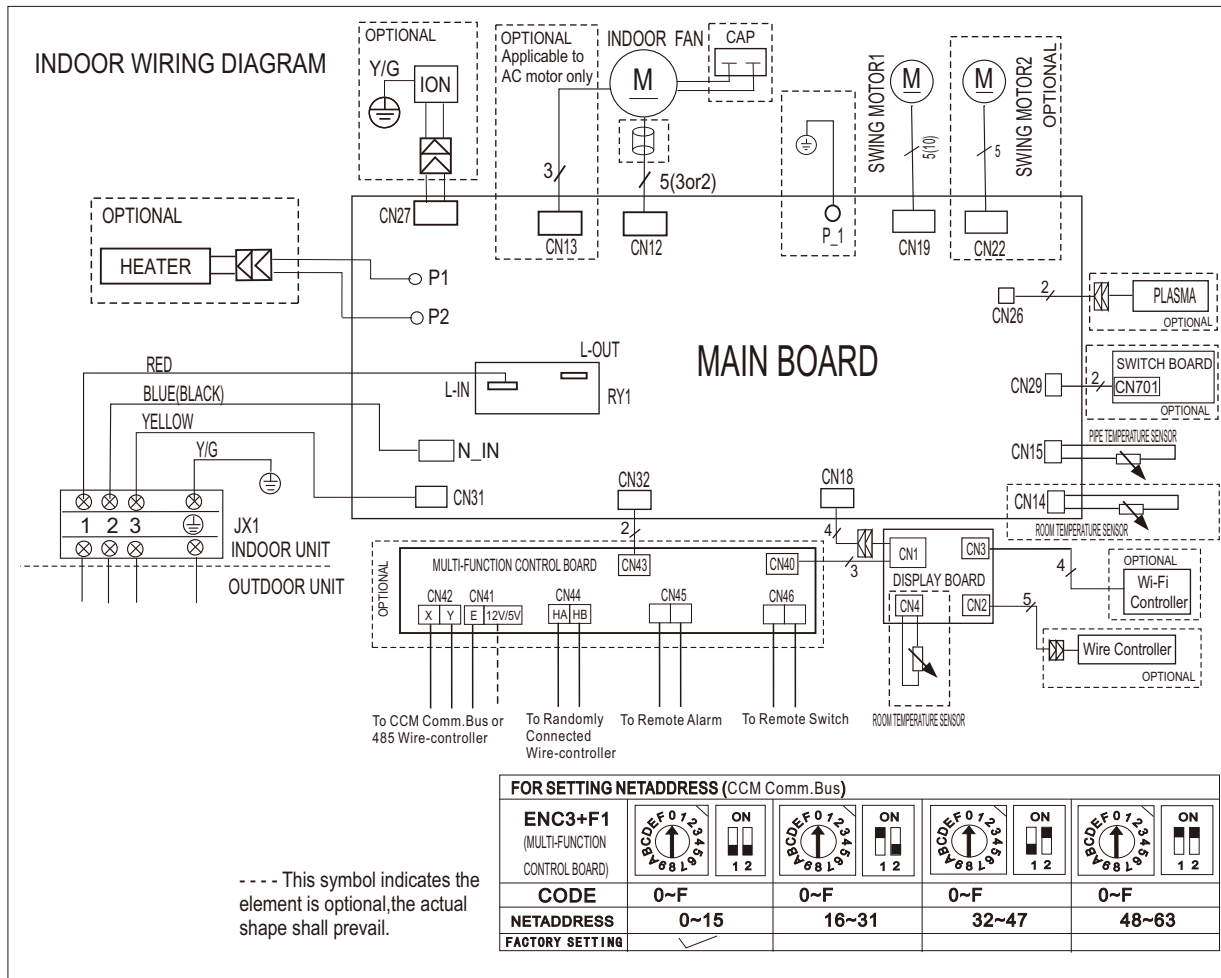 INDOOR WIRING DIAGRAM
OPTIONAL
Y/G
ION
CN27
OPTIONAL
Applicable to
AC motor only
3
CN13
INDOOR FAN
M
CAP
5(3or2)
CN12
P_1
SWING MOTOR1
M
5(10)
CN19
SWING MOTOR2
OPTIONAL
M
5
CN22
OPTIONAL
HEATER
P1
P2
MAIN BOARD
L-OUT
L-IN
RY1
RED
BLUE(BLACK)
YELLOW
Y/G
N_IN
CN31
1 2 3
JX1
INDOOR UNIT
OUTDOOR UNIT
CN26
2
PLASMA
OPTIONAL
CN29
2
SWITCH BOARD
CN701
OPTIONAL
CN15
PIPE TEMPERATURE SENSOR
CN14
ROOM TEMPERATURE SENSOR
CN32
2
CN18
4
3
OPTIONAL
MULTI-FUNCTION CONTROL BOARD
CN43
CN40
CN42
X Y
CN41
E 12V/5V
CN44
HA HB
CN45
CN46
CN1
CN3
DISPLAY BOARD
CN4
CN2
4
OPTIONAL
Wi-Fi
Controller
5
Wire Controller
OPTIONAL
ROOM TEMPERATURE SENSOR
To CCM Comm.Bus or
485 Wire-controller
To Randomly
Connected
Wire-controller
To Remote Alarm
To Remote Switch
FOR SETTING NETADDRESS (CCM Comm.Bus)
ENC3+F1
(MULTI-FUNCTION
CONTROL BOARD)
0123456789ABCDEF
ON
1 2
0123456789ABCDEF
ON
1 2
0123456789ABCDEF
ON
1 2
0123456789ABCDEF
ON
1 2
CODE 0~F 0~F 0~F 0~F
NETADDRESS 0~15 16~31 32~47 48~63
FACTORY SETTING
- - - - This symbol indicates the
element is optional,the actual
shape shall prevail.